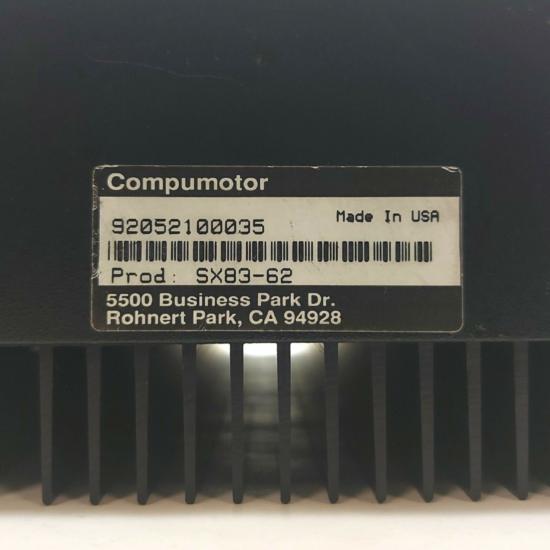 Compumotor
92052100035 Made In USA
Prod: SX83-62
5500 Business Park Dr.
Rohnert Park, CA 94928